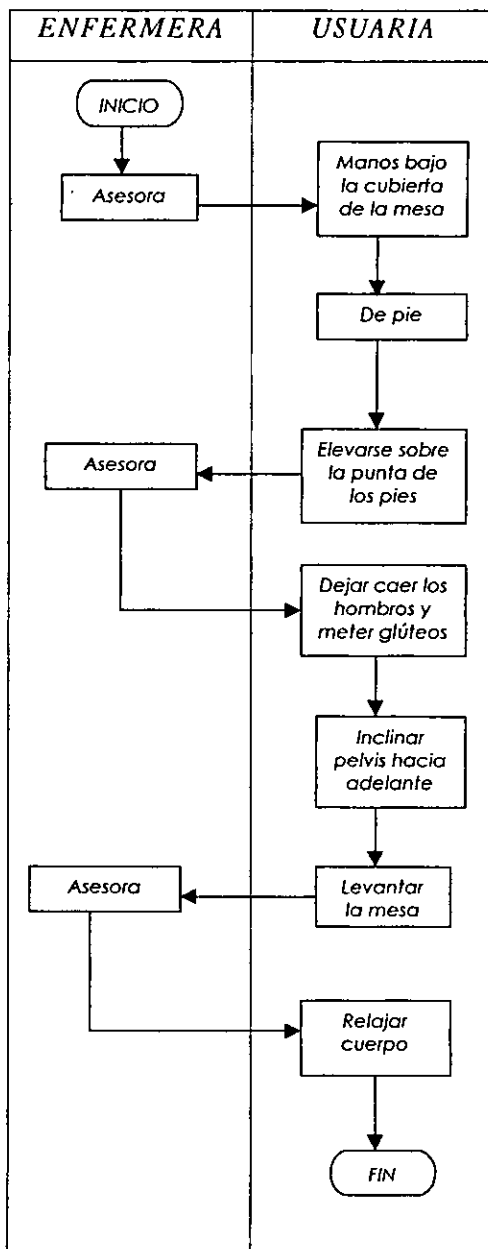 ENFERMERA
USUARIA
INICIO
Asesora
Manos bajo
la cubierta
de la mesa
De pie
Elevarse sobre
la punta de
los pies
Asesora
Dejar caer los
hombros y
meter glúteos
Inclinar
pelvis hacia
adelante
Levantar
la mesa
Asesora
Relajar
cuerpo
FIN